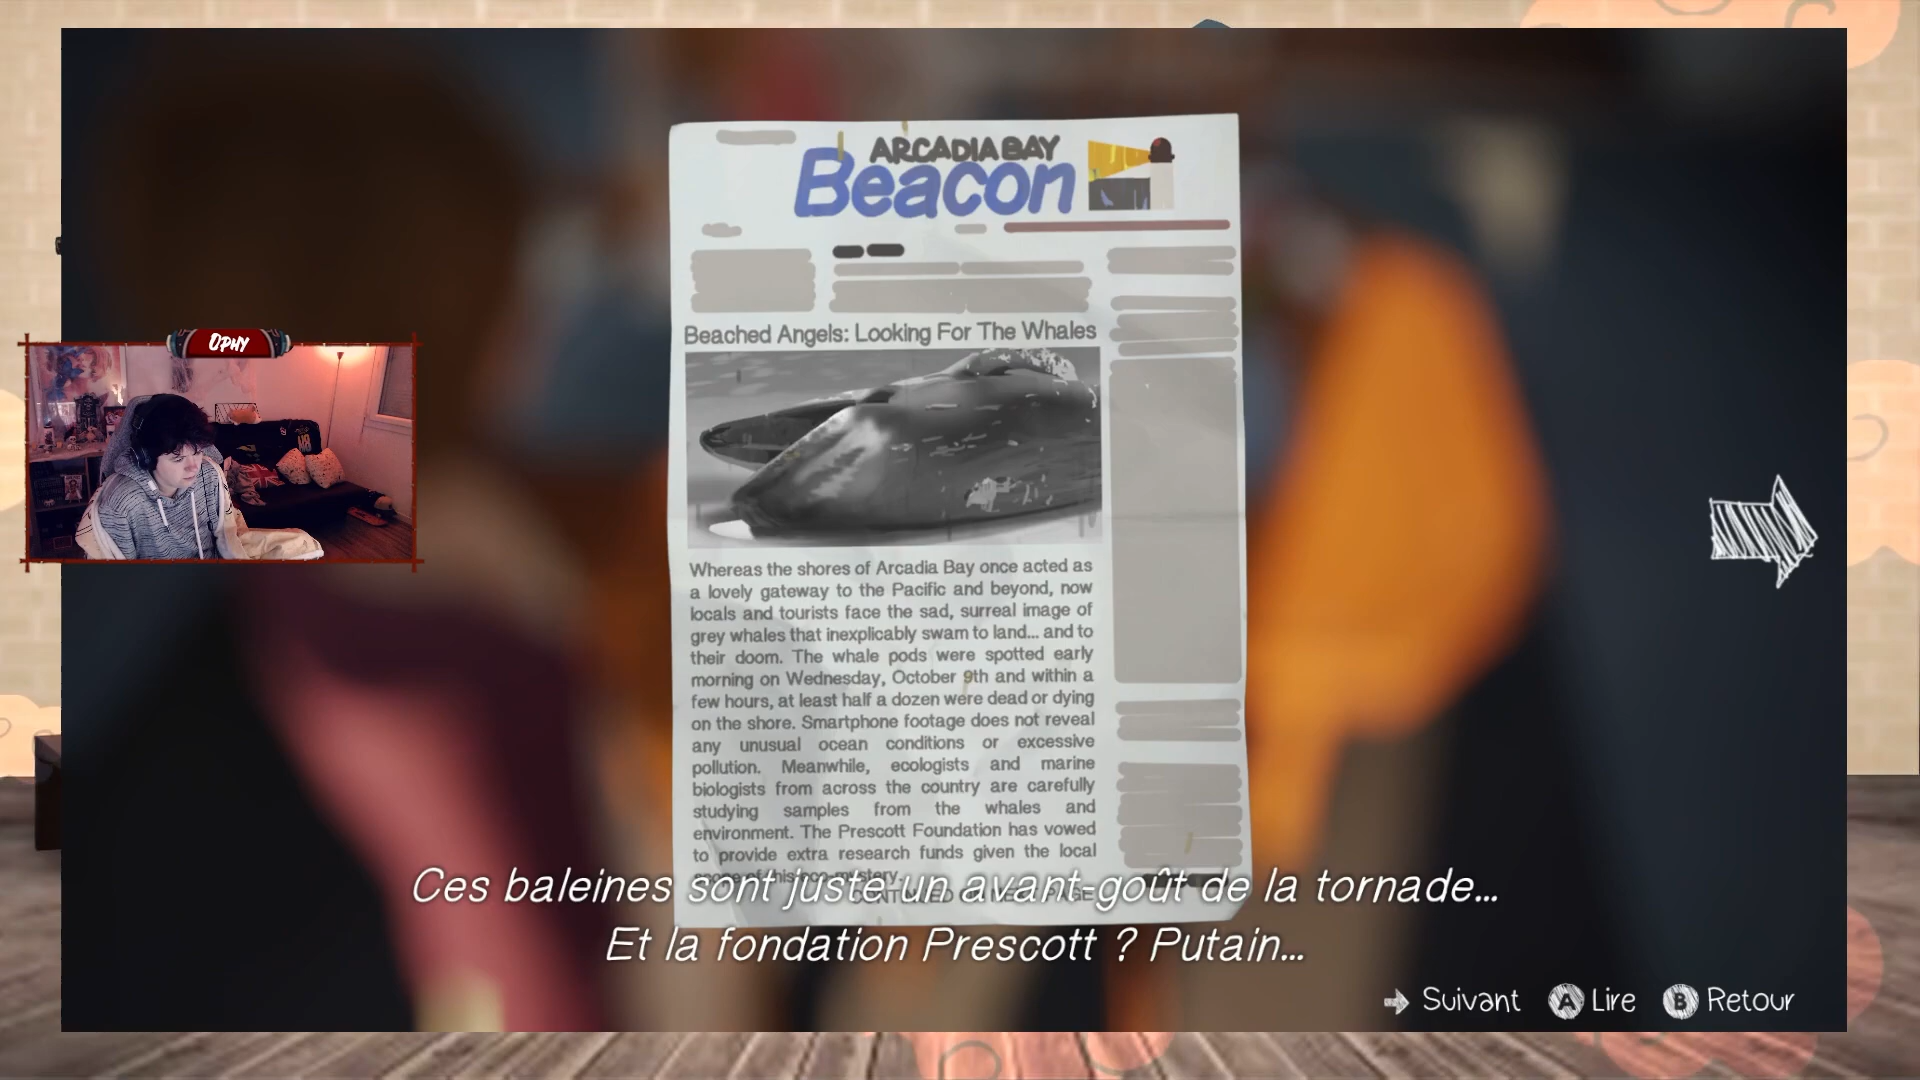 ARCADIA BAY
Beacon
Beached Angels: Looking For The Whales
OPHY
Whereas the shores of Arcadia Bay once acted as
a lovely gateway to the Pacific and beyond, now
locals and tourists face the sad, surreal image of
grey whales that inexplicably swam to land... and to
their doom. The whale pods were spotted early
morning on Wednesday, October 9th and within a
few hours, at least half a dozen were dead or dying
on the shore. Smartphone footage does not reveal
any unusual ocean conditions or excessive
pollution. Meanwhile, ecologists and marine
biologists from across the country are carefully
studying samples from the whales and
environment. The Prescott Foundation has vowed
to provide extra research funds given the local
Ces baleines sont juste un avant-goût de la tornade...
Et la fondation Prescott ? Putain...
Suivant A Lire B Retour